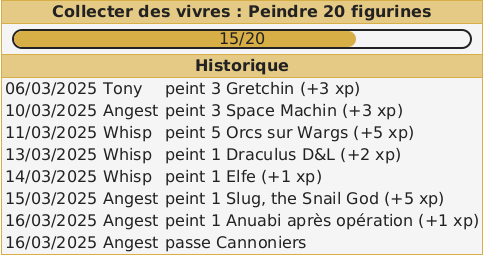 Collecter des vivres : Peindre 20 figurines
15/20
Historique
06/03/2025 Tony peint 3 Gretchin (+3 xp)
10/03/2025 Angest peint 3 Space Machin (+3 xp)
11/03/2025 Whisp peint 5 Orcs sur Wargs (+5 xp)
13/03/2025 Whisp peint 1 Draculus D&L (+2 xp)
14/03/2025 Whisp peint 1 Elfe (+1 xp)
15/03/2025 Angest peint 1 Slug, the Snail God (+5 xp)
16/03/2025 Angest peint 1 Anuabi après opération (+1 xp)
16/03/2025 Angest passe Cannoniers